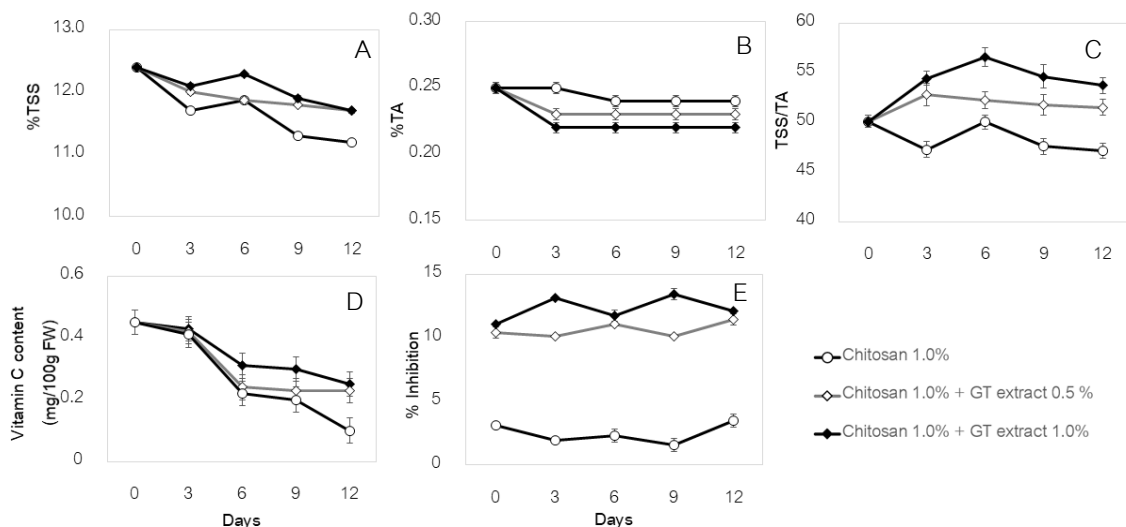 13.0
12.0
11.0
10.0
%TSS
A
0 3 6 9 12
0.30
0.25
0.20
0.15
%TA
B
0 3 6 9 12
60
55
50
45
40
TSS/TA
C
0 3 6 9 12
0.6
0.4
0.2
0
Vitamin C content
(mg/100g FW)
D
0 3 6 9 12
Days
15
10
5
0
% Inhibition
E
0 3 6 9 12
Days
Chitosan 1.0%
Chitosan 1.0% + GT extract 0.5 %
Chitosan 1.0% + GT extract 1.0%